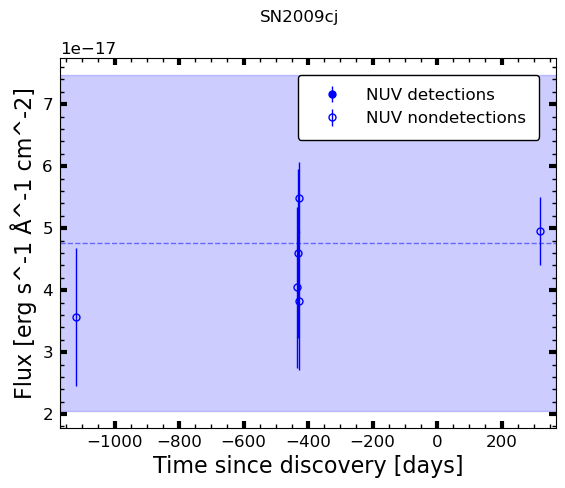 SN2009cj
1e−17
NUV detections
NUV nondetections
7
6
5
4
3
2
Flux [erg s^-1 Å^-1 cm^-2]
−1000 −800 −600 −400 −200 0 200
Time since discovery [days]